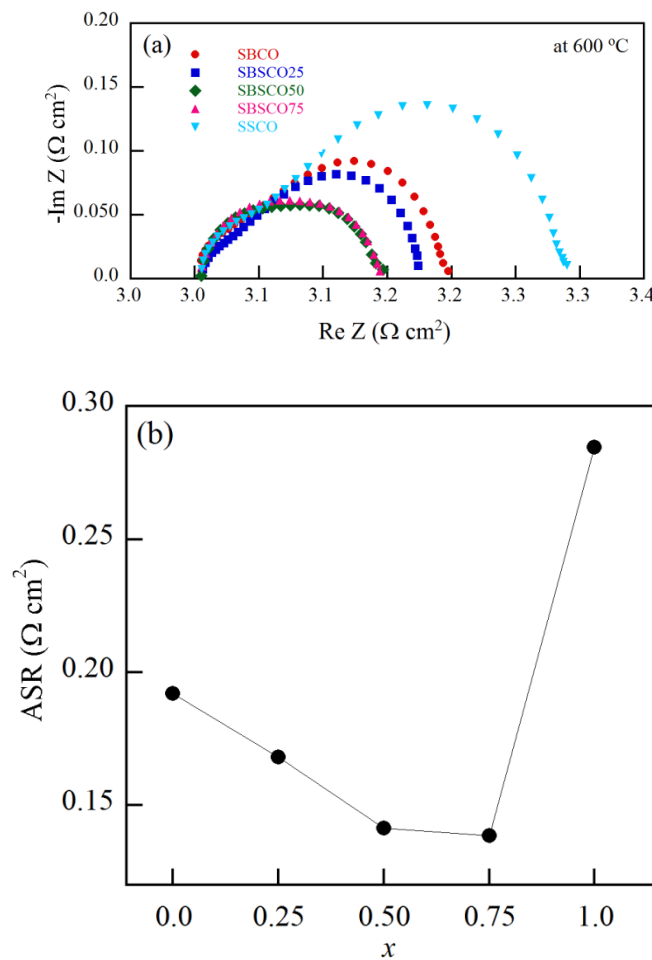 (a)
at 600 °C
SBCO
SBSCO25
SBSCO50
SBSCO75
SSCO
0.20
0.15
0.10
0.050
0.0
-Im Z (Ω cm²)
3.0 3.0 3.1 3.1 3.2 3.2 3.3 3.3 3.4
Re Z (Ω cm²)
(b)
0.30
0.25
0.20
0.15
ASR (Ω cm²)
0.0 0.25 0.50 0.75 1.0
x